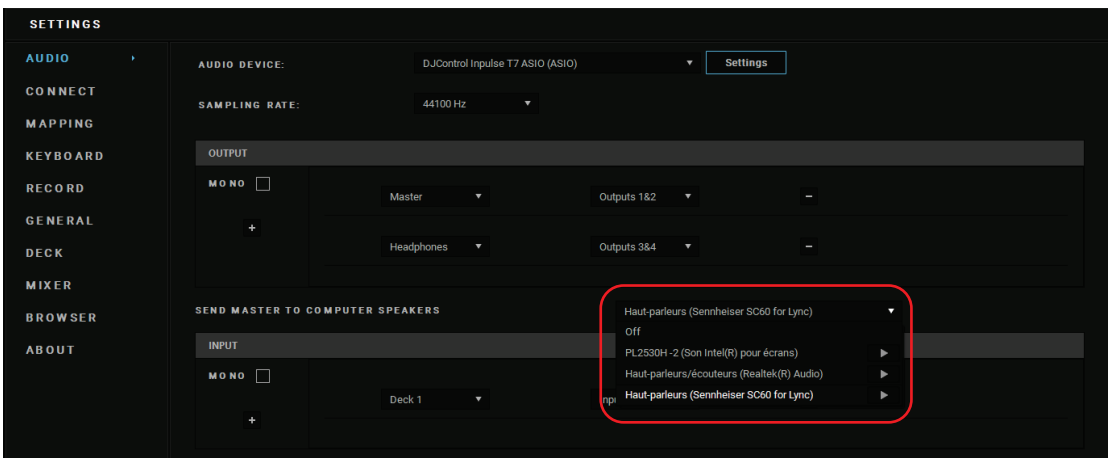 SETTINGS
AUDIO
CONNECT
MAPPING
KEYBOARD
RECORD
GENERAL
DECK
MIXER
BROWSER
ABOUT
AUDIO DEVICE: DJControl Inpulse T7 ASIO (ASIO) Settings
SAMPLING RATE: 44100 Hz
OUTPUT
MONO
Master Outputs 1&2
Headphones Outputs 3&4
SEND MASTER TO COMPUTER SPEAKERS Haut-parleurs (Sennheiser SC60 for Lync)
Off
PL2530H-2 (Son Intel(R) pour écrans)
Haut-parleurs/écouteurs (Realtek(R) Audio)
Haut-parleurs (Sennheiser SC60 for Lync)
INPUT
MONO
Deck 1